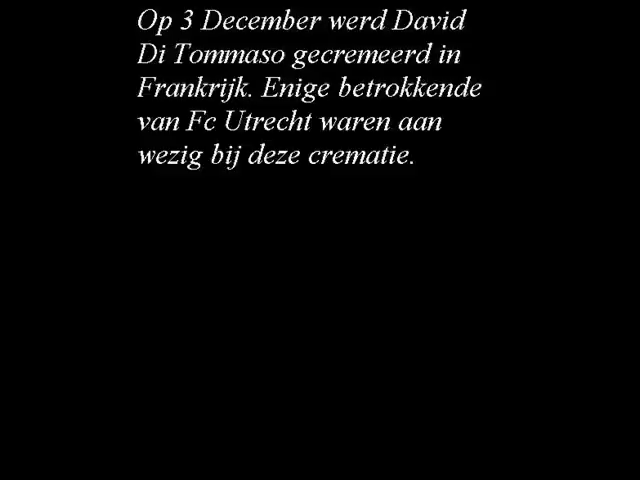 Op 3 December werd David
Di Tommaso gecremeerd in
Frankrijk. Enige betrokkende
van Fc Utrecht waren aan
wezig bij deze crematie.